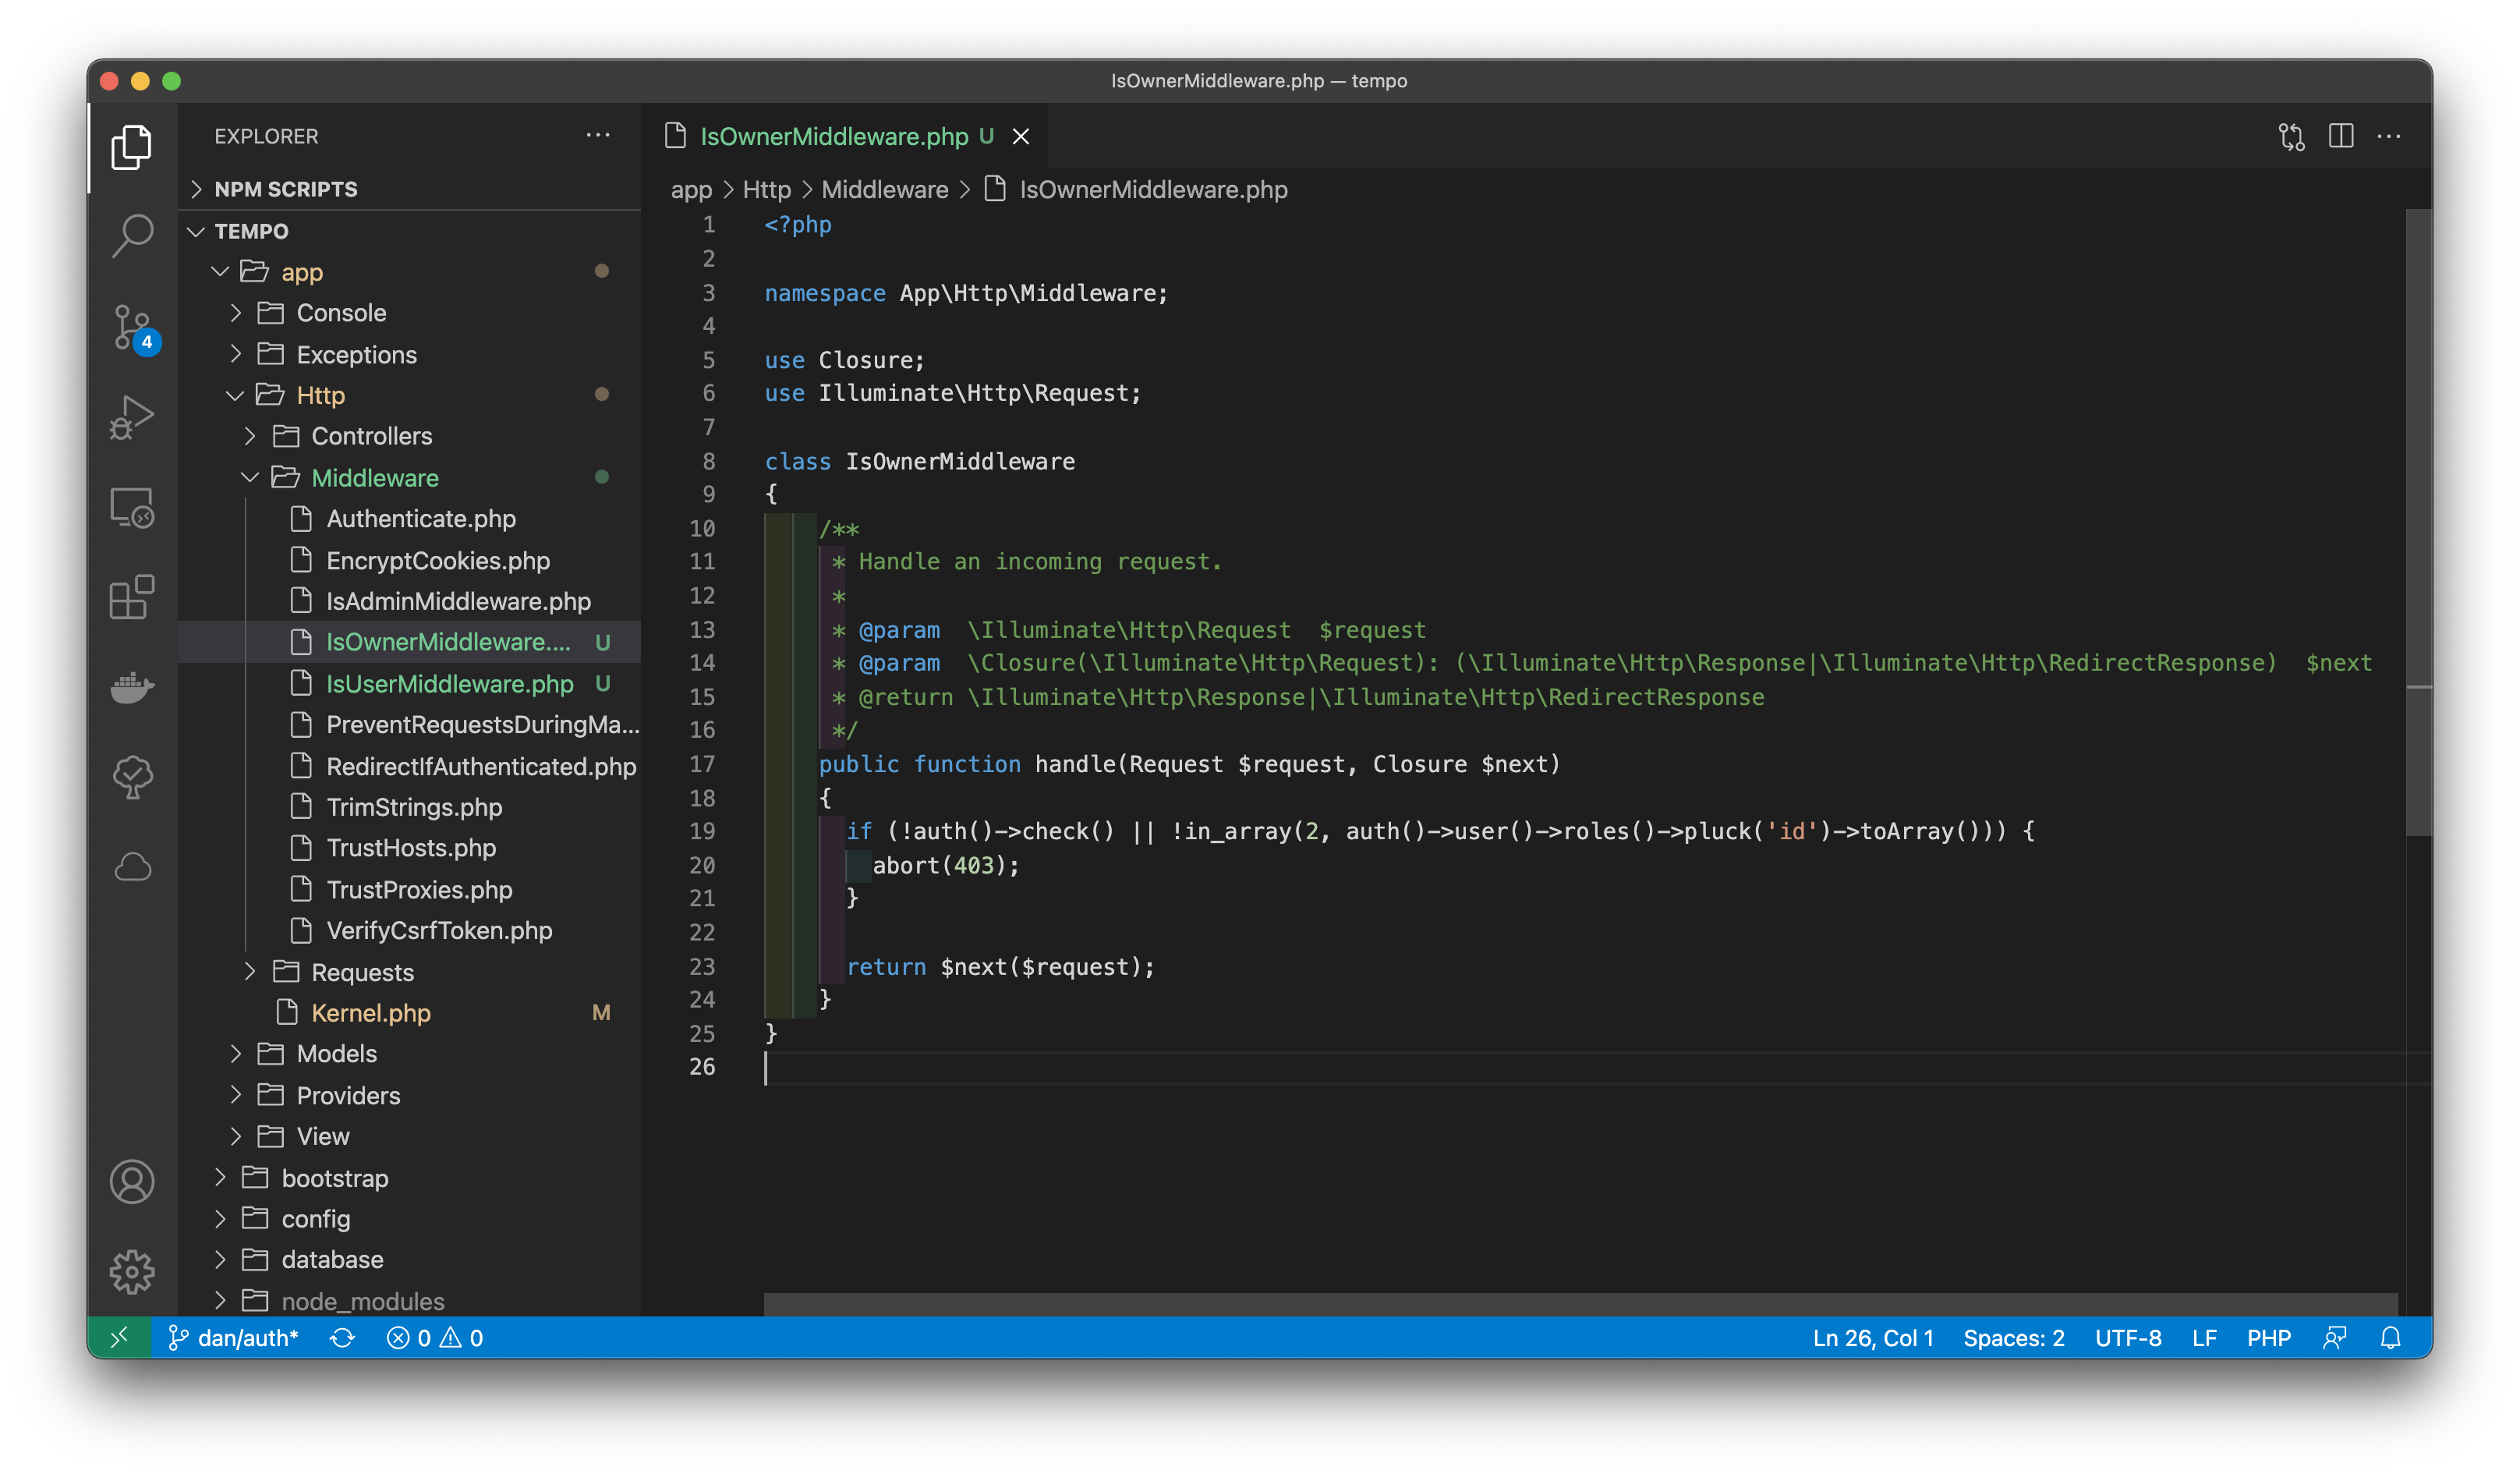 IsOwnerMiddleware.php — tempo
EXPLORER
NPM SCRIPTS
TEMPO
app
Console
Exceptions
Http
Controllers
Middleware
Authenticate.php
EncryptCookies.php
IsAdminMiddleware.php
IsOwnerMiddleware.... U
IsUserMiddleware.php U
PreventRequestsDuringMa...
RedirectIfAuthenticated.php
TrimStrings.php
TrustHosts.php
TrustProxies.php
VerifyCsrfToken.php
Requests
Kernel.php M
Models
Providers
View
bootstrap
config
database
node_modules
4
IsOwnerMiddleware.php U
app > Http > Middleware > IsOwnerMiddleware.php
1 <?php
2
3 namespace App\Http\Middleware;
4
5 use Closure;
6 use Illuminate\Http\Request;
7
8 class IsOwnerMiddleware
9 {
10     /**
11      * Handle an incoming request.
12      *
13      * @param  \Illuminate\Http\Request  $request
14      * @param  \Closure(\Illuminate\Http\Request): (\Illuminate\Http\Response|\Illuminate\Http\RedirectResponse)  $next
15      * @return \Illuminate\Http\Response|\Illuminate\Http\RedirectResponse
16      */
17     public function handle(Request $request, Closure $next)
18     {
19       if (!auth()->check() || !in_array(2, auth()->user()->roles()->pluck('id')->toArray())) {
20         abort(403);
21       }
22
23       return $next($request);
24     }
25 }
26
dan/auth* 0 0 Ln 26, Col 1 Spaces: 2 UTF-8 LF PHP